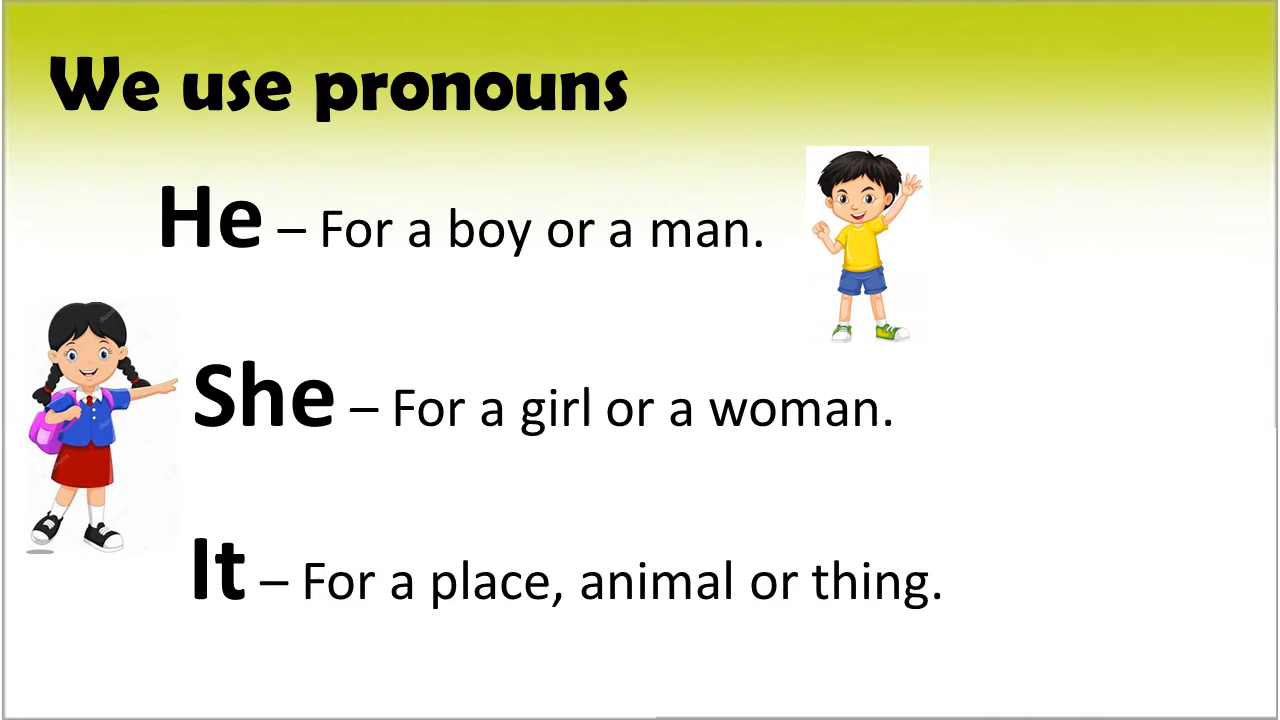 We use pronouns
He – For a boy or a man.
She – For a girl or a woman.
It – For a place, animal or thing.